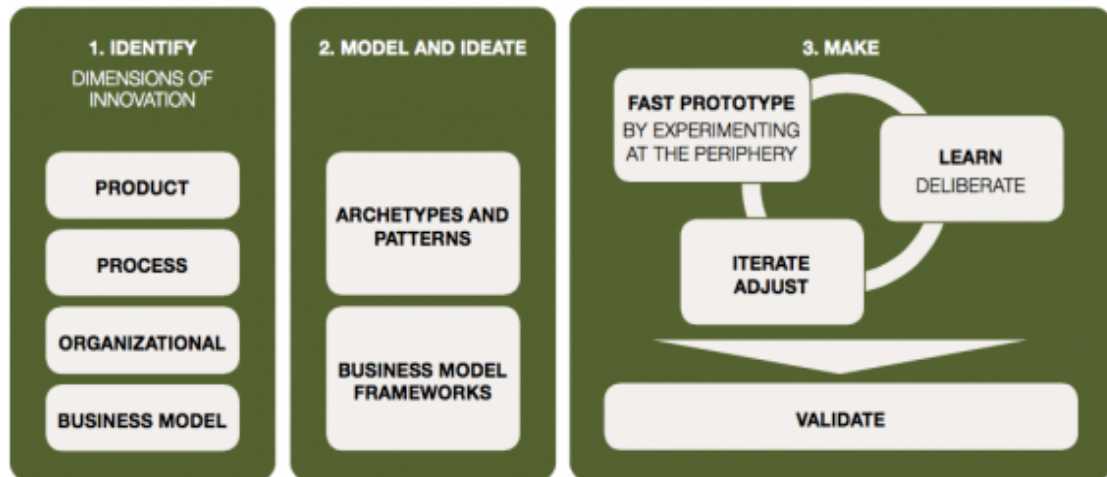 1. IDENTIFY
DIMENSIONS OF
INNOVATION
PRODUCT
PROCESS
ORGANIZATIONAL
BUSINESS MODEL
2. MODEL AND IDEATE
ARCHETYPES AND
PATTERNS
BUSINESS MODEL
FRAMEWORKS
3. MAKE
FAST PROTOTYPE
BY EXPERIMENTING
AT THE PERIPHERY
LEARN
DELIBERATE
ITERATE
ADJUST
VALIDATE